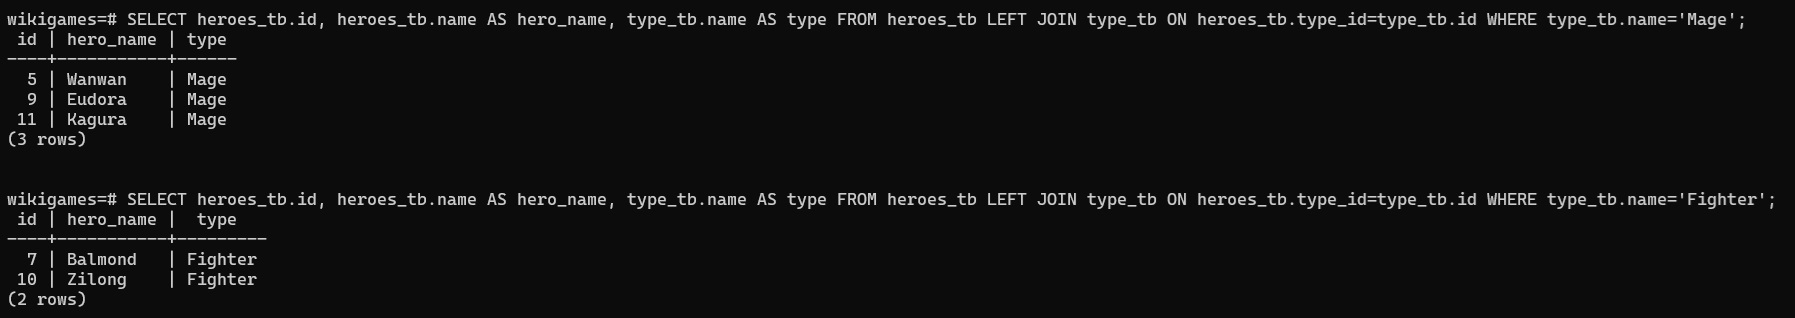 wikigames=# SELECT heroes_tb.id, heroes_tb.name AS hero_name, type_tb.name AS type FROM heroes_tb LEFT JOIN type_tb ON heroes_tb.type_id=type_tb.id WHERE type_tb.name='Mage';
 id | hero_name | type
----+-----------+------
  5 | Wanwan    | Mage
  9 | Eudora    | Mage
 11 | Kagura    | Mage
(3 rows)
wikigames=# SELECT heroes_tb.id, heroes_tb.name AS hero_name, type_tb.name AS type FROM heroes_tb LEFT JOIN type_tb ON heroes_tb.type_id=type_tb.id WHERE type_tb.name='Fighter';
 id | hero_name |  type
----+-----------+---------
  7 | Balmond   | Fighter
 10 | Zilong    | Fighter
(2 rows)